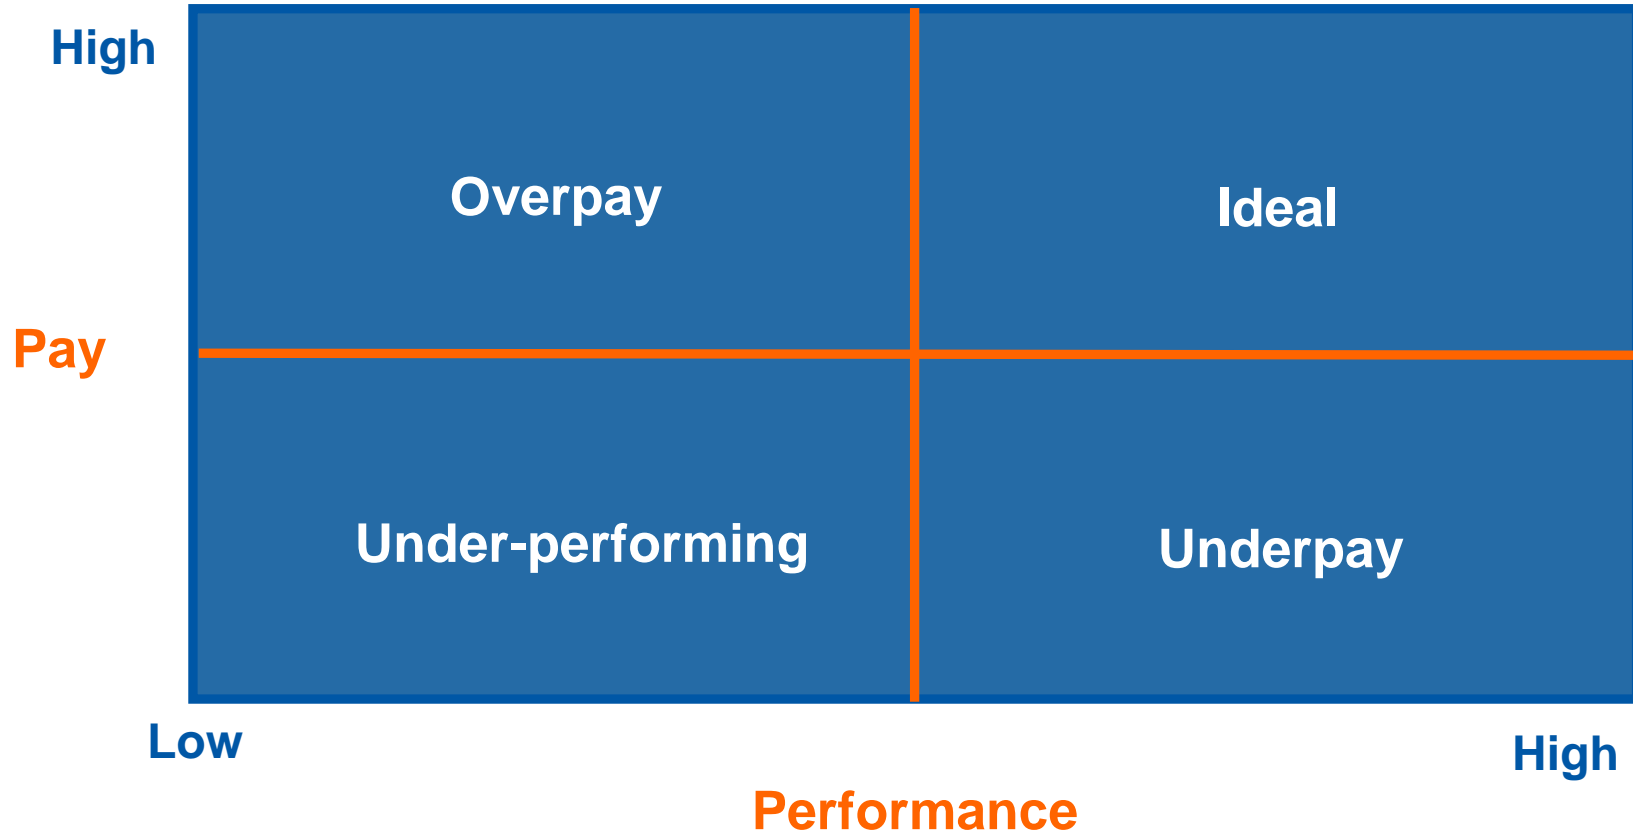 High
Overpay
Ideal
Pay
Under-performing
Underpay
Low
High
Performance